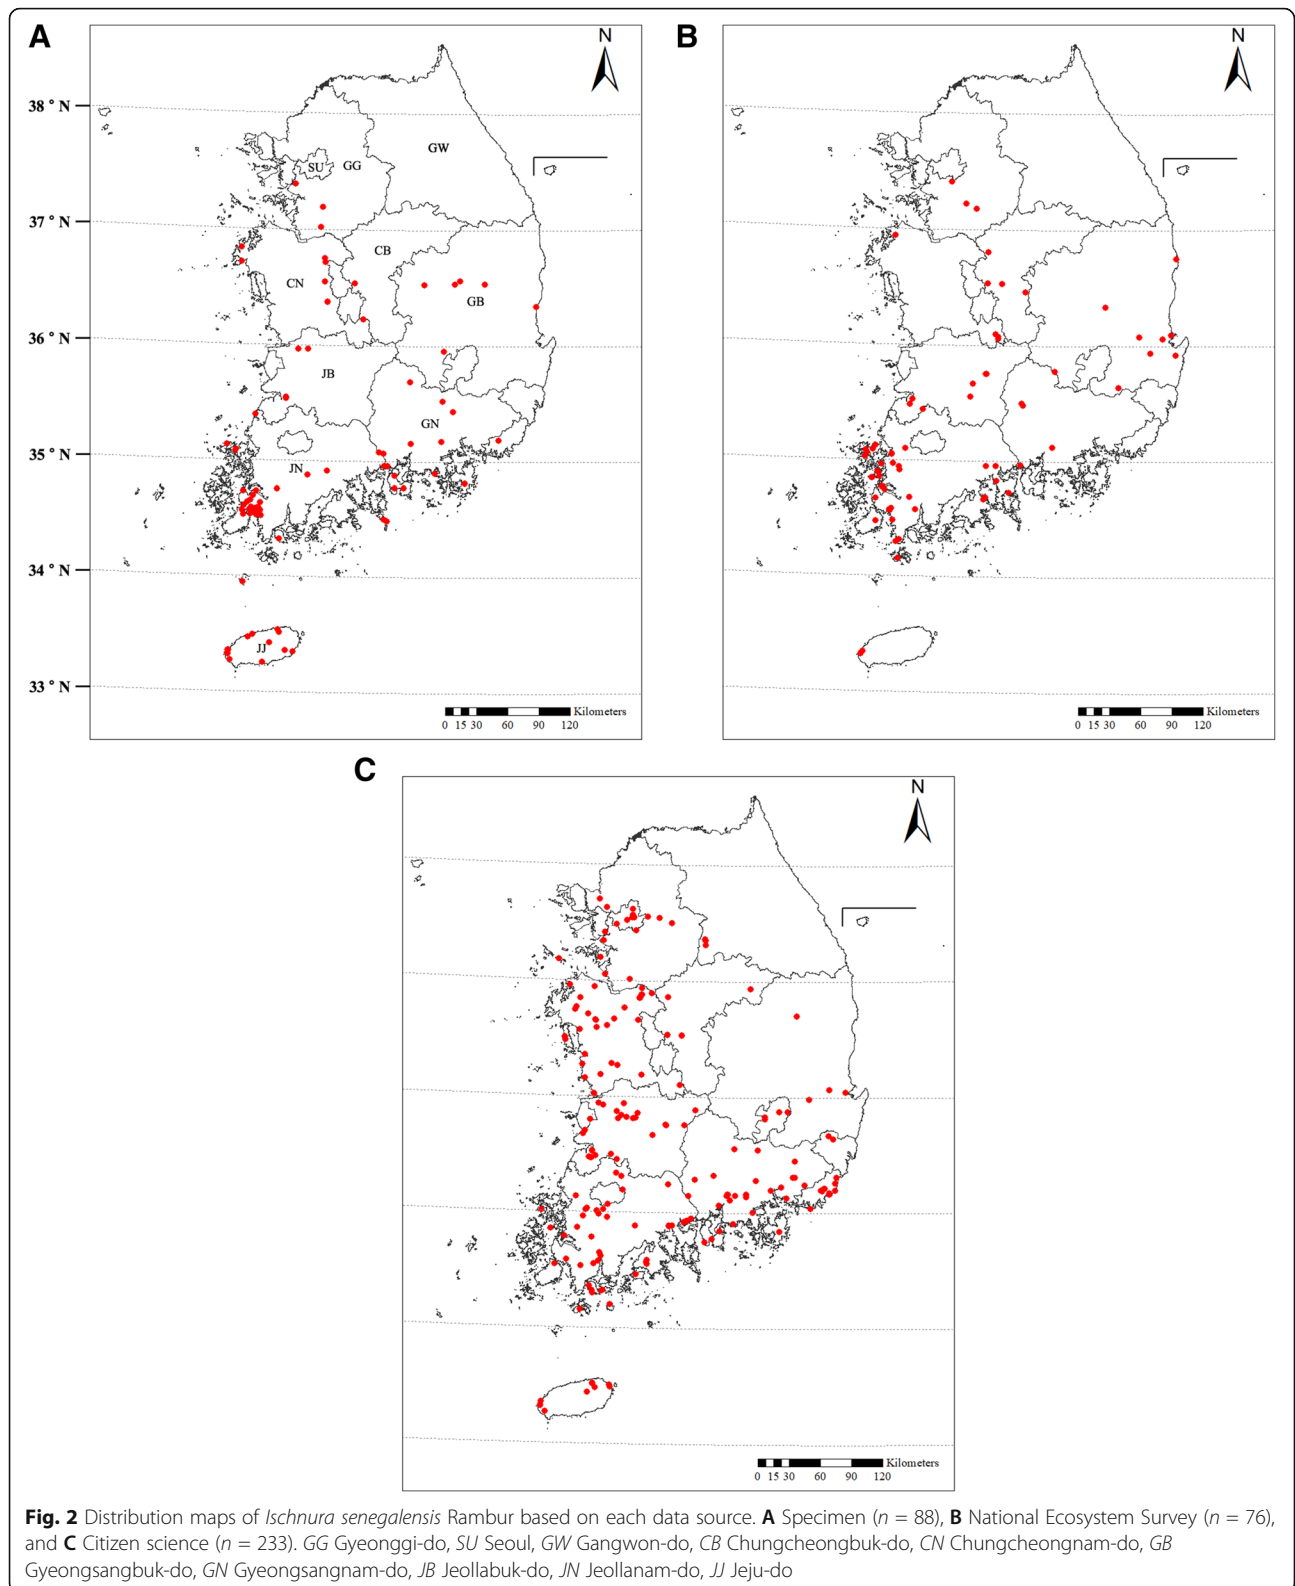 A
N
38° N
37° N
36° N
35° N
34° N
33° N
GW
SU
GG
CB
CN
GB
JB
GN
JN
JJ
Kilometers
0 15 30 60 90 120
B
N
Kilometers
0 15 30 60 90 120
C
N
Kilometers
0 15 30 60 90 120
Fig. 2 Distribution maps of Ischnura senegalensis Rambur based on each data source. A Specimen (n = 88), B National Ecosystem Survey (n = 76),
and C Citizen science (n = 233). GG Gyeonggi-do, SU Seoul, GW Gangwon-do, CB Chungcheongbuk-do, CN Chungcheongnam-do, GB
Gyeongsangbuk-do, GN Gyeongsangnam-do, JB Jeollabuk-do, JN Jeollanam-do, JJ Jeju-do